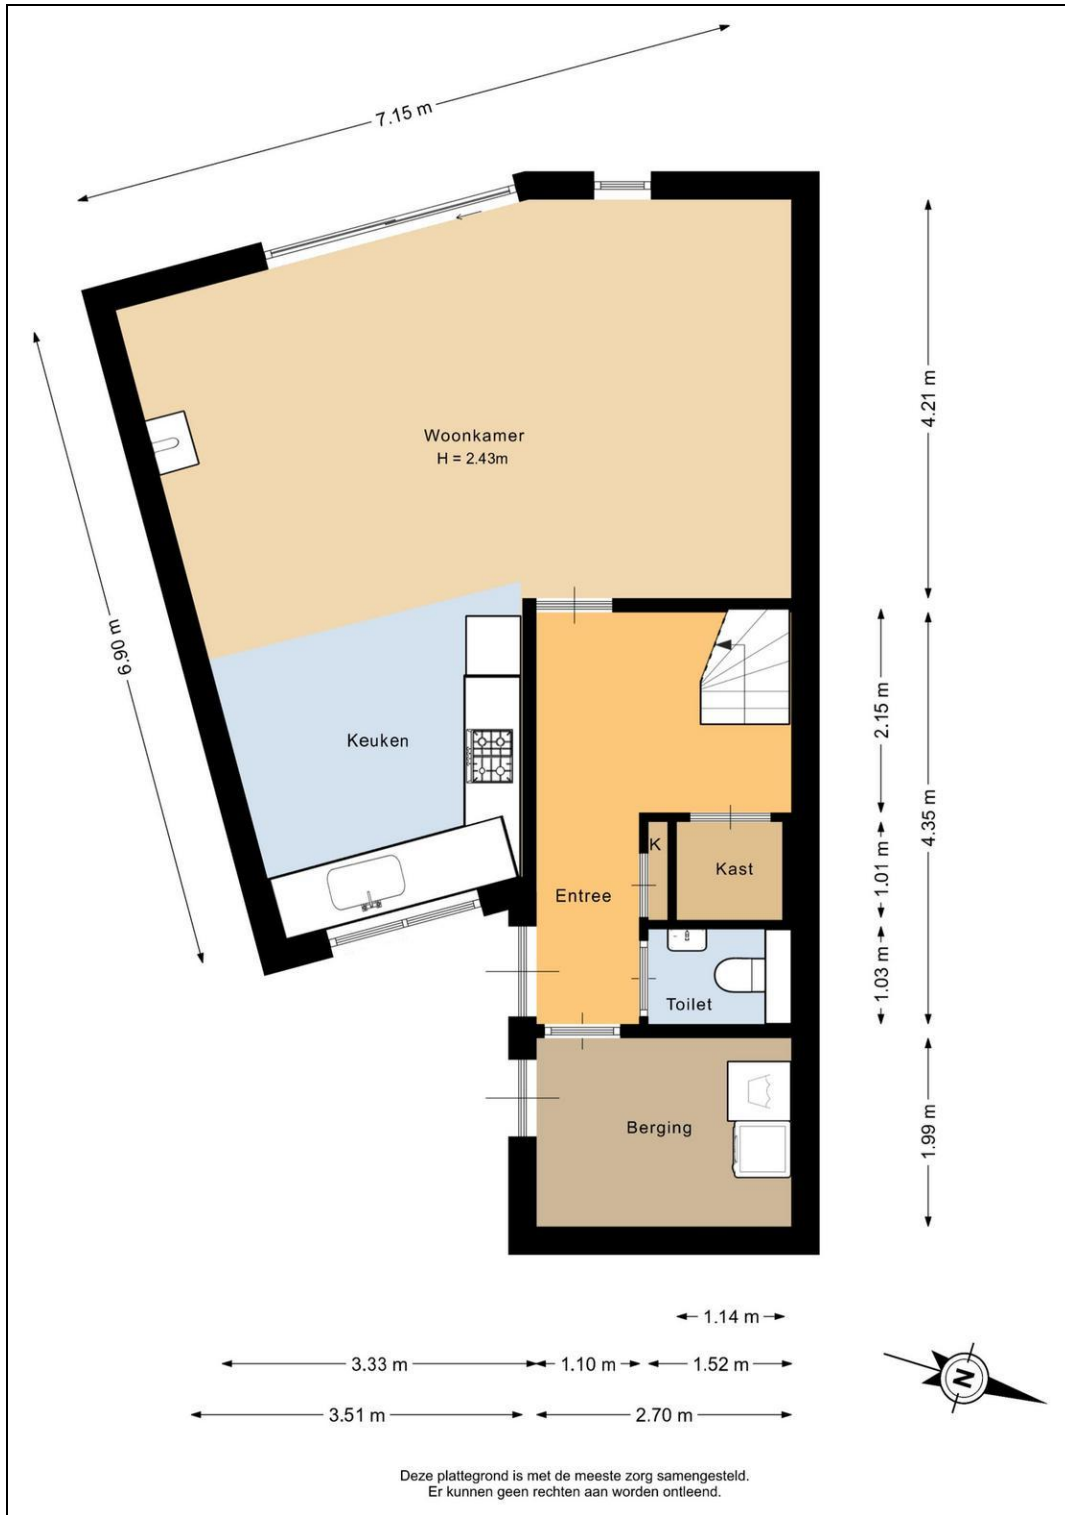 7.15 m
4.21 m
Woonkamer
H = 2.43m
6.90 m
2.15 m
Keuken
4.35 m
K
Kast
1.01 m
Entree
1.03 m
Toilet
Berging
1.99 m
1.14 m
3.33 m
1.10 m
1.52 m
N
3.51 m
2.70 m
Deze plattegrond is met de meeste zorg samengesteld.
Er kunnen geen rechten aan worden ontleend.